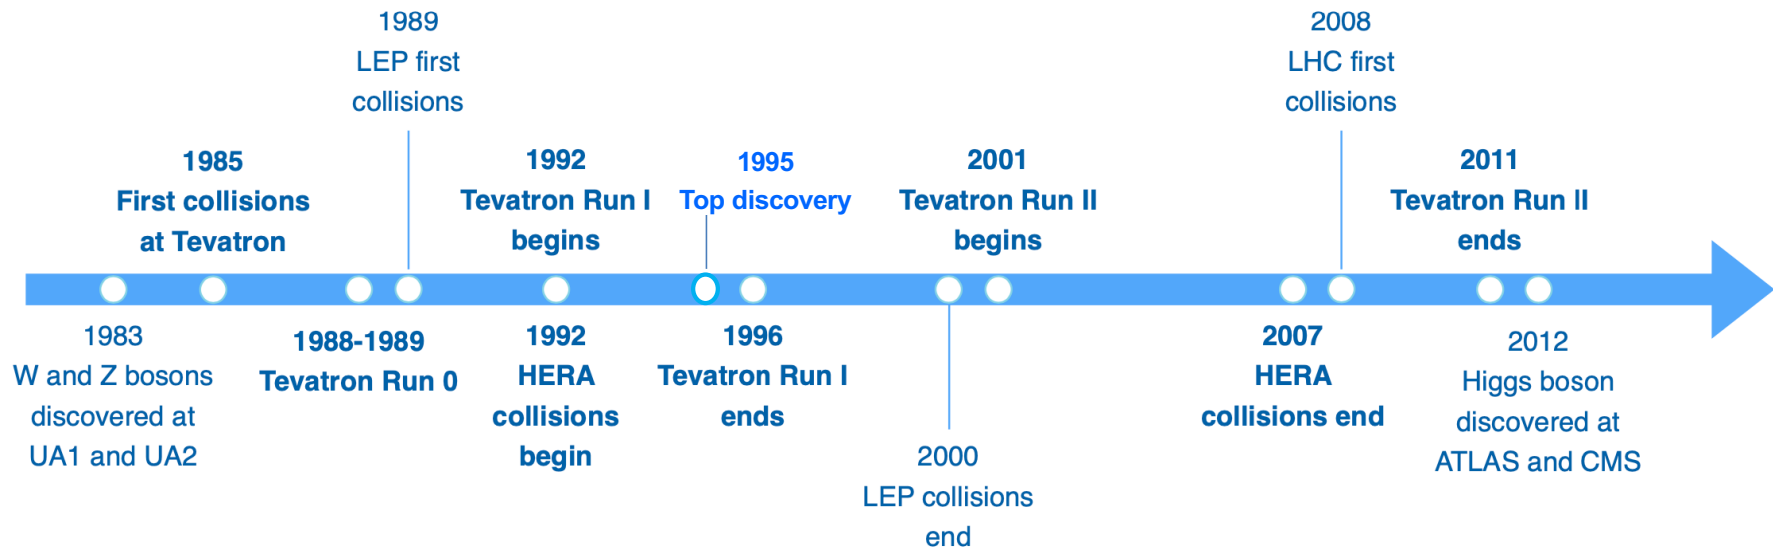 1989
LEP first
collisions
2008
LHC first
collisions
1985
First collisions
at Tevatron
1992
Tevatron Run I
begins
1995
Top discovery
2001
Tevatron Run II
begins
2011
Tevatron Run II
ends
1983
W and Z bosons
discovered at
UA1 and UA2
1988-1989
Tevatron Run 0
1992
HERA
collisions
begin
1996
Tevatron Run I
ends
2000
LEP collisions
end
2007
HERA
collisions end
2012
Higgs boson
discovered at
ATLAS and CMS